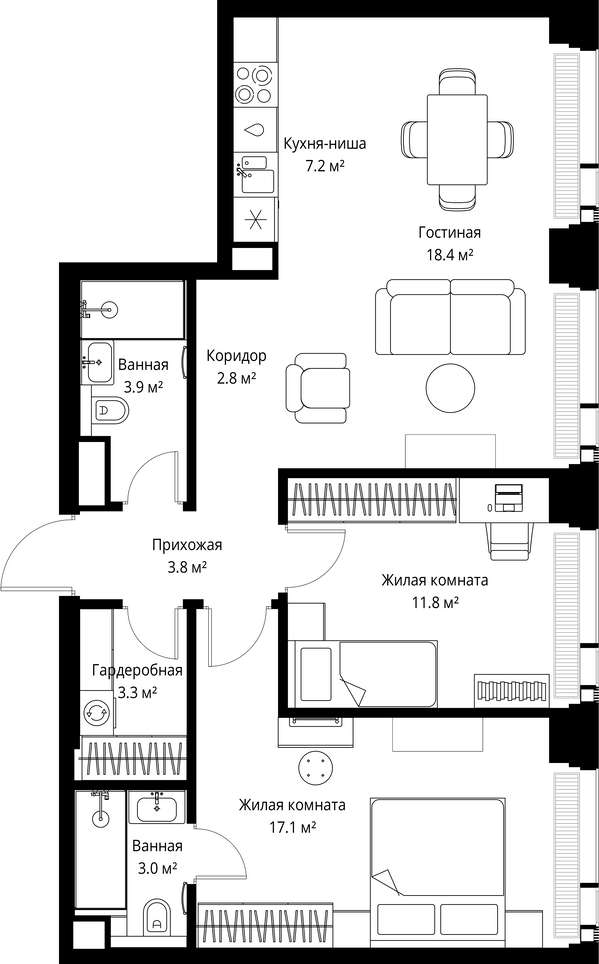 Кухня-ниша
7.2 м²
Гостиная
18.4 м²
Ванная
3.9 м²
Коридор
2.8 м²
Прихожая
3.8 м²
Жилая комната
11.8 м²
Гардеробная
3.3 м²
Жилая комната
17.1 м²
Ванная
3.0 м²